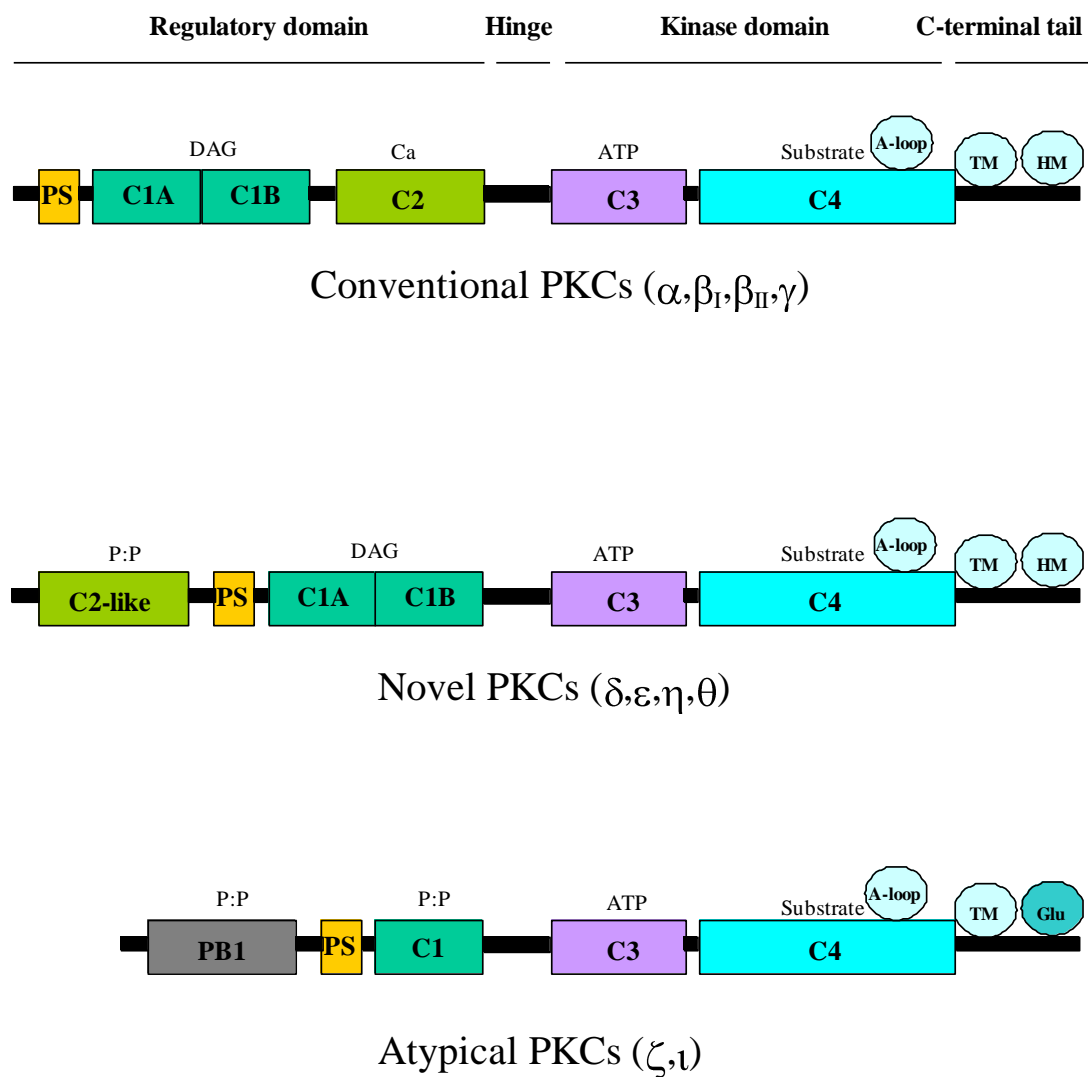 Regulatory domain Hinge Kinase domain C-terminal tail
DAG Ca ATP Substrate A-loop TM HM
PS C1A C1B C2 C3 C4
Conventional PKCs (α,βI,βII,γ)
P:P DAG ATP Substrate A-loop TM HM
C2-like PS C1A C1B C3 C4
Novel PKCs (δ,ε,η,θ)
P:P P:P ATP Substrate A-loop TM Glu
PB1 PS C1 C3 C4
Atypical PKCs (ζ,ι)